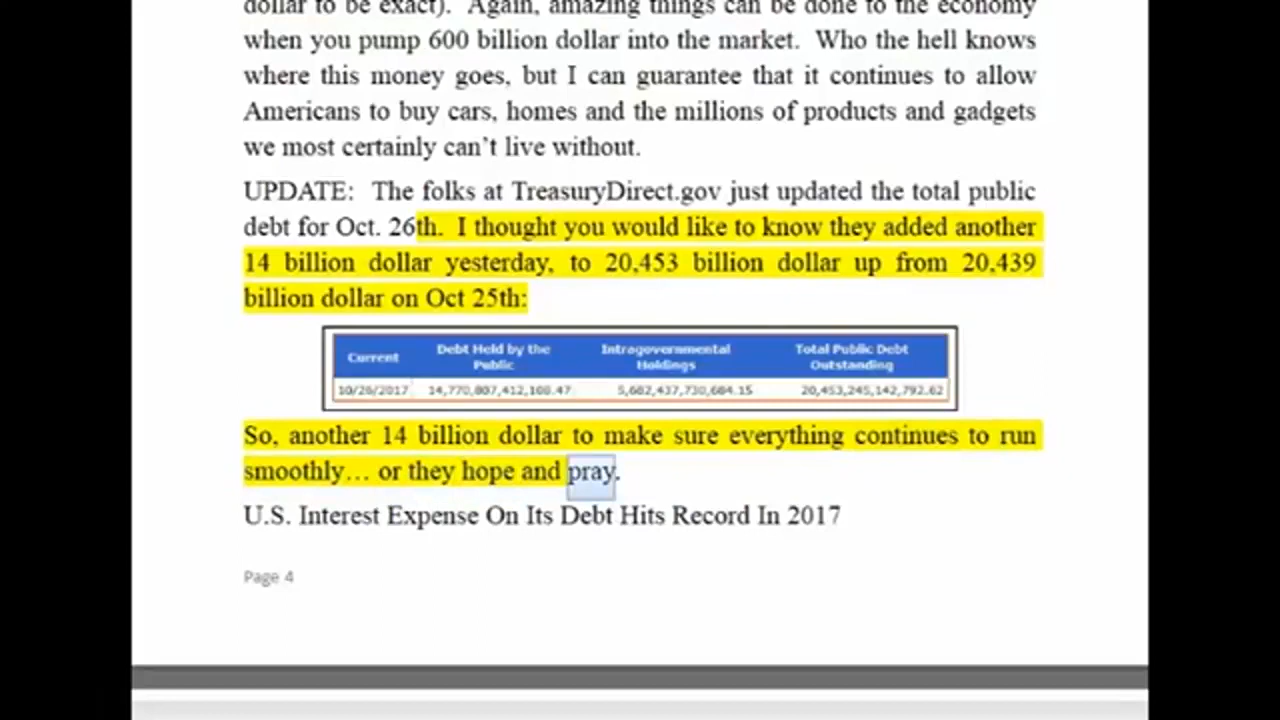 dollar to be exact). Again, amazing things can be done to the economy
when you pump 600 billion dollar into the market. Who the hell knows
where this money goes, but I can guarantee that it continues to allow
Americans to buy cars, homes and the millions of products and gadgets
we most certainly can't live without.
UPDATE: The folks at TreasuryDirect.gov just updated the total public
debt for Oct. 26th. I thought you would like to know they added another
14 billion dollar yesterday, to 20,453 billion dollar up from 20,439
billion dollar on Oct 25th:
Current Debt Held by the Public Intragovernmental Holdings Total Public Debt Outstanding
10/26/2017 14,770,807,412,108.47 5,682,437,730,684.15 20,453,245,142,792.62
So, another 14 billion dollar to make sure everything continues to run
smoothly… or they hope and pray.
U.S. Interest Expense On Its Debt Hits Record In 2017
Page 4